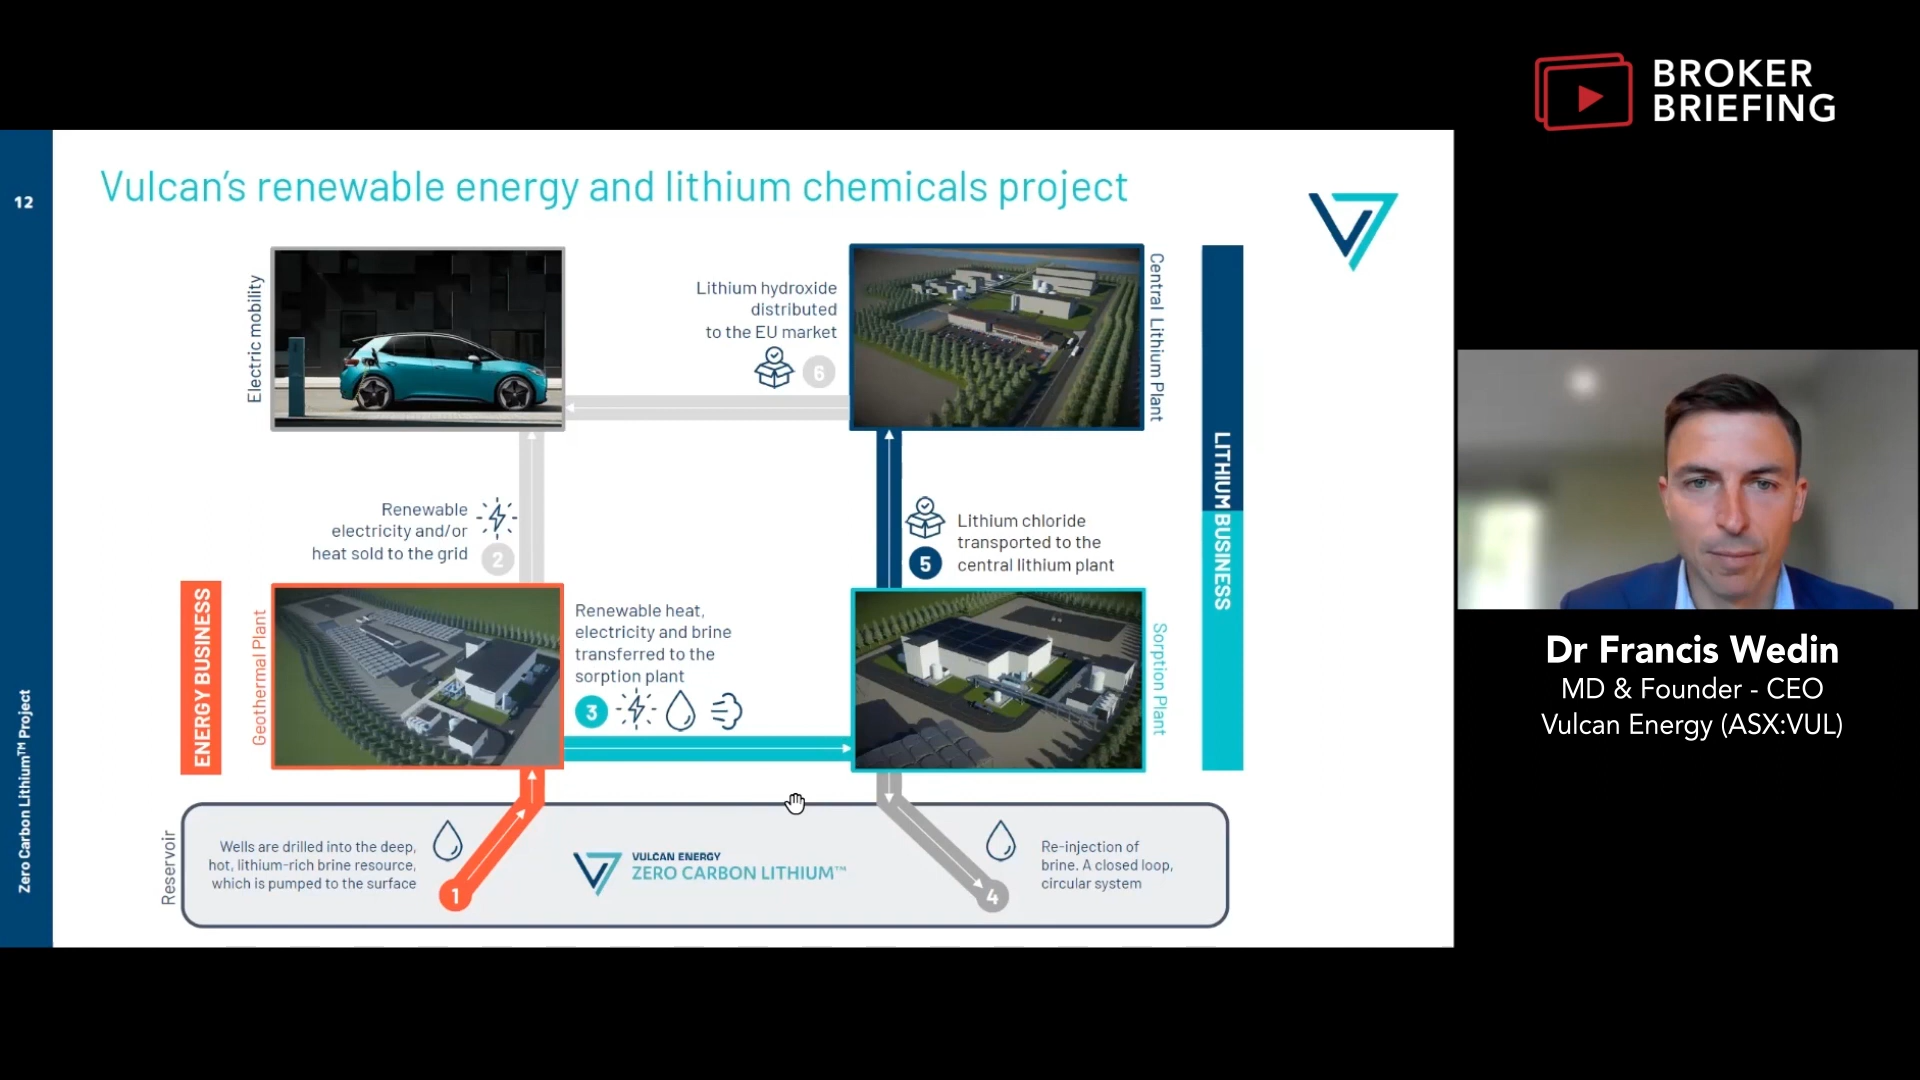 BROKER
BRIEFING
12
Vulcan's renewable energy and lithium chemicals project
Electric mobility
Lithium hydroxide
distributed
to the EU market
6
Central Lithium Plant
LITHIUM BUSINESS
Renewable
electricity and/or
heat sold to the grid
2
5
Lithium chloride
transported to the
central lithium plant
ENERGY BUSINESS
Geothermal Plant
Renewable heat,
electricity and brine
transferred to the
sorption plant
3
Sorption Plant
Reservoir
Wells are drilled into the deep,
hot, lithium-rich brine resource,
which is pumped to the surface
1
VULCAN ENERGY
ZERO CARBON LITHIUM™
4
Re-injection of
brine. A closed loop,
circular system
Zero Carbon Lithium™ Project
Dr Francis Wedin
MD & Founder - CEO
Vulcan Energy (ASX:VUL)